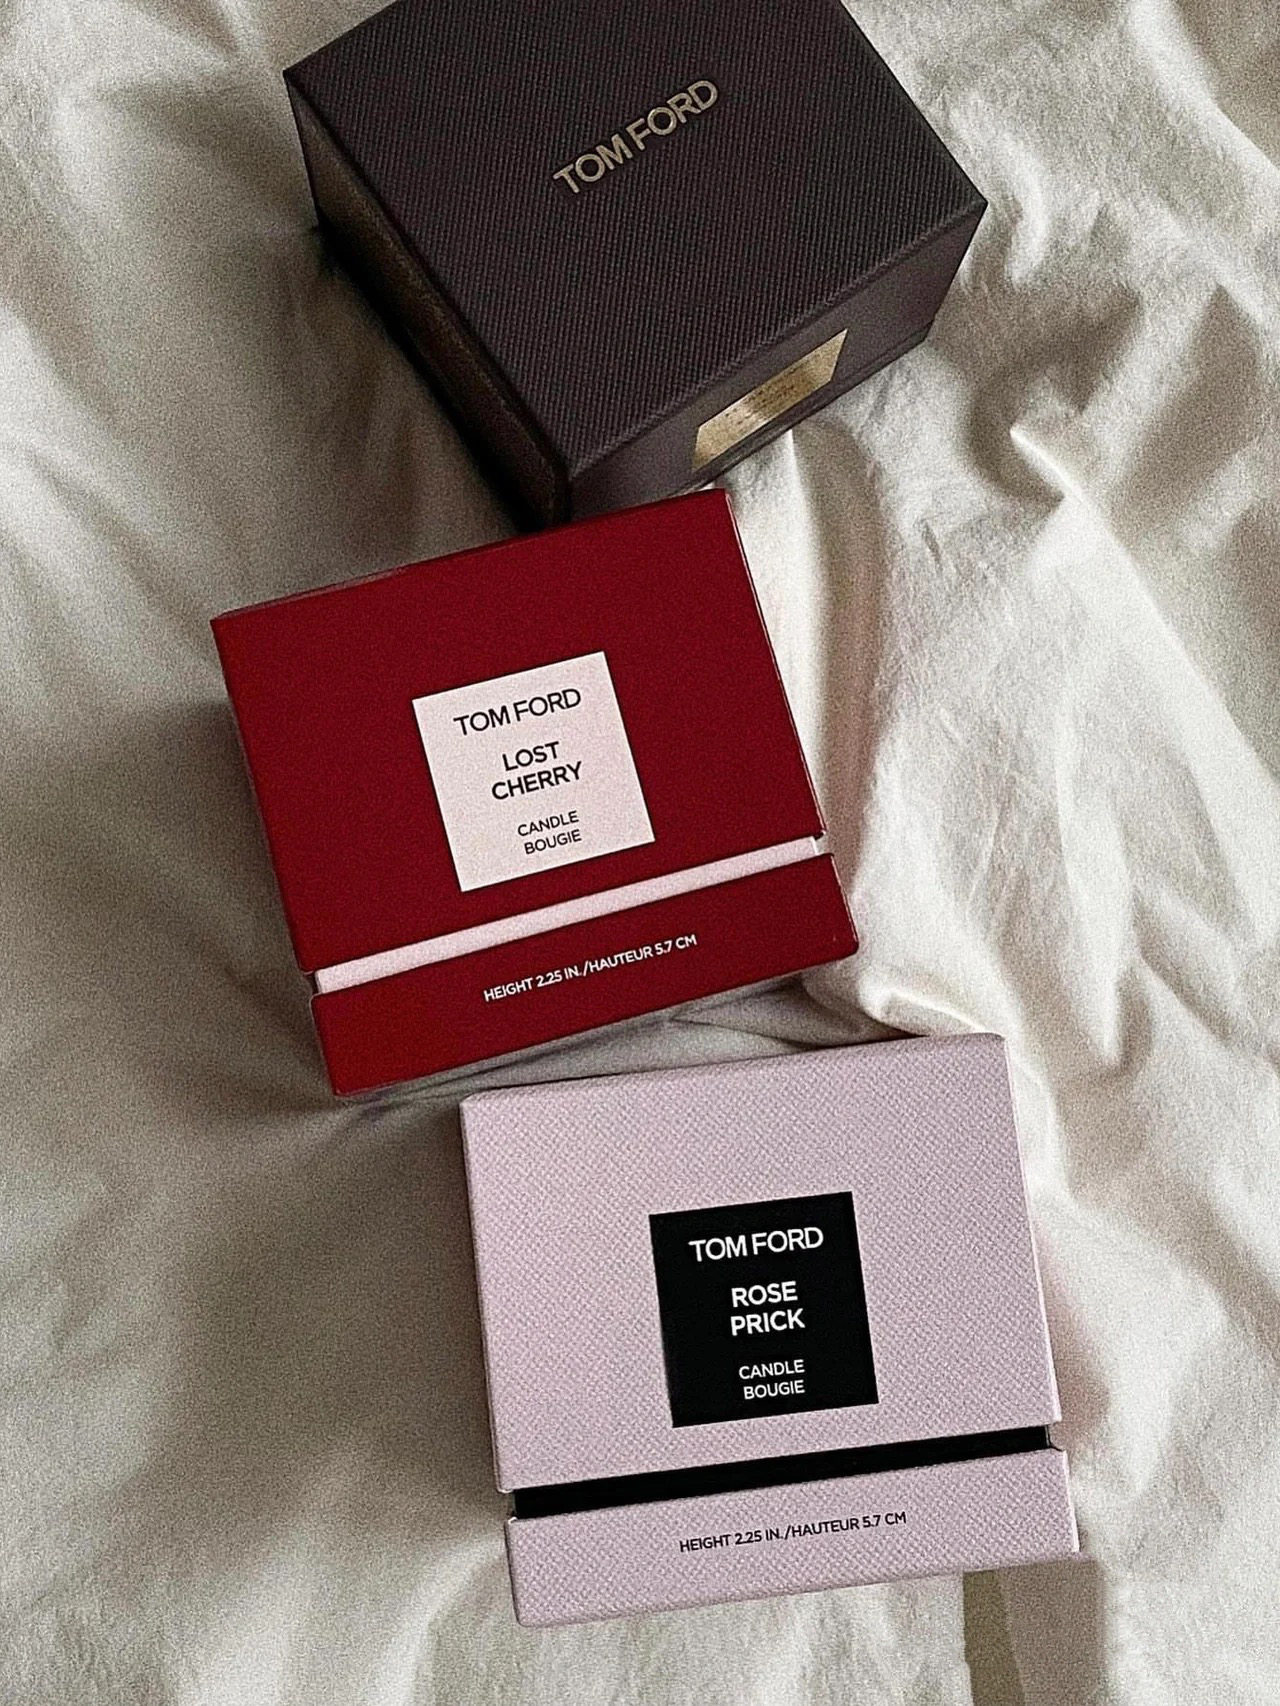 TOM FORD
TOM FORD
LOST
CHERRY
CANDLE
BOUGIE
HEIGHT 2.25 IN./HAUTEUR 5.7 CM
TOM FORD
ROSE
PRICK
CANDLE
BOUGIE
HEIGHT 2.25 IN./HAUTEUR 5.7 CM